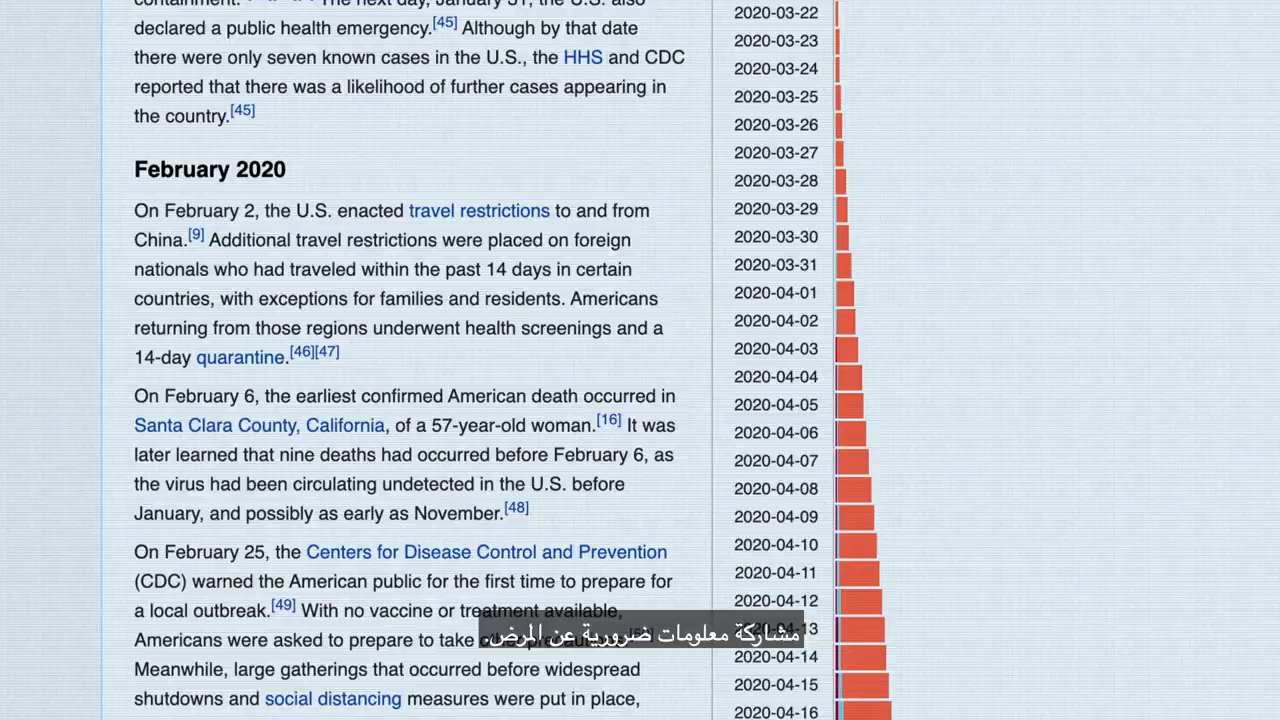 declared a public health emergency.[45] Although by that date
there were only seven known cases in the U.S., the HHS and CDC
reported that there was a likelihood of further cases appearing in
the country.[45]
February 2020
On February 2, the U.S. enacted travel restrictions to and from
China.[9] Additional travel restrictions were placed on foreign
nationals who had traveled within the past 14 days in certain
countries, with exceptions for families and residents. Americans
returning from those regions underwent health screenings and a
14-day quarantine.[46][47]
On February 6, the earliest confirmed American death occurred in
Santa Clara County, California, of a 57-year-old woman.[16] It was
later learned that nine deaths had occurred before February 6, as
the virus had been circulating undetected in the U.S. before
January, and possibly as early as November.[48]
On February 25, the Centers for Disease Control and Prevention
(CDC) warned the American public for the first time to prepare for
a local outbreak.[49] With no vaccine or treatment available,
Americans were asked to prepare to take
Meanwhile, large gatherings that occurred before widespread
shutdowns and social distancing measures were put in place,
2020-03-22
2020-03-23
2020-03-24
2020-03-25
2020-03-26
2020-03-27
2020-03-28
2020-03-29
2020-03-30
2020-03-31
2020-04-01
2020-04-02
2020-04-03
2020-04-04
2020-04-05
2020-04-06
2020-04-07
2020-04-08
2020-04-09
2020-04-10
2020-04-11
2020-04-12
2020-04-13
2020-04-14
2020-04-15
2020-04-16
مشاركة معلومات ضرورية عن المرض.